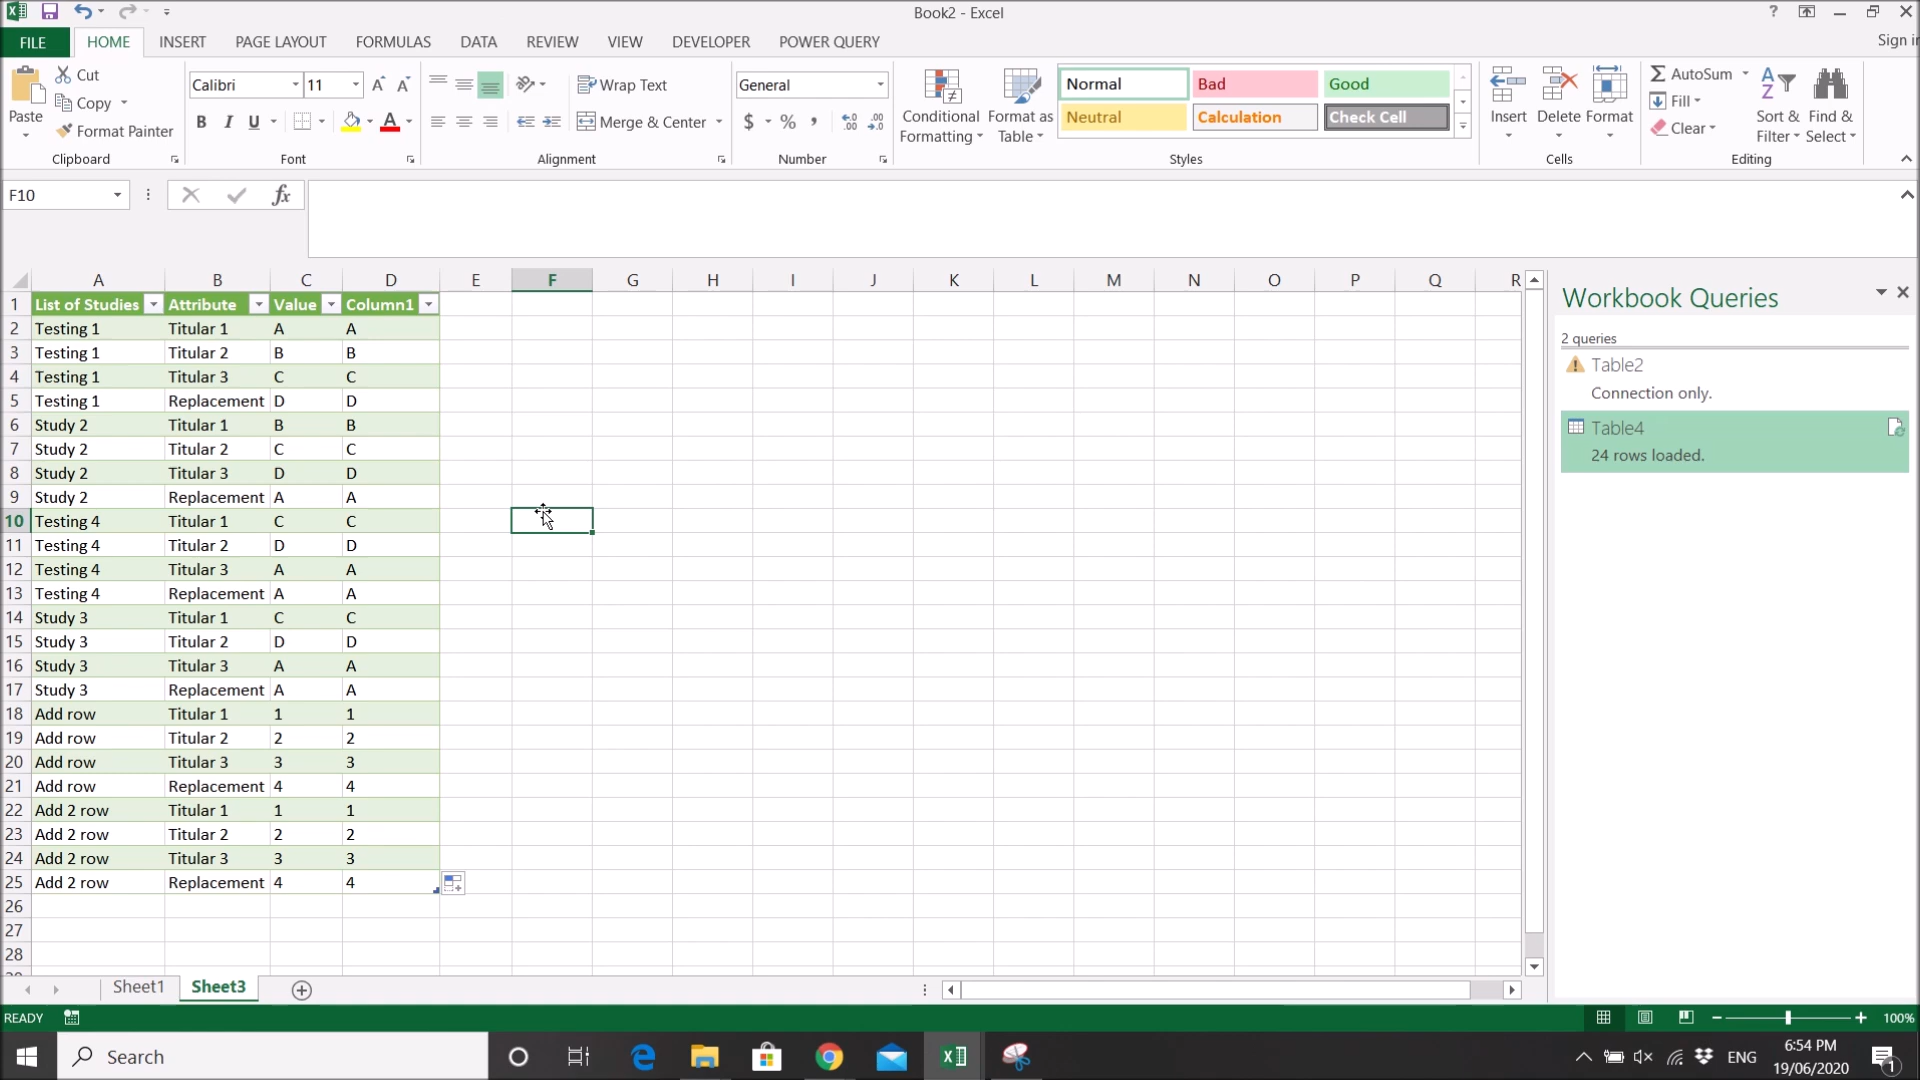 Book2 - Excel
?
FILE HOME INSERT PAGE LAYOUT FORMULAS DATA REVIEW VIEW DEVELOPER POWER QUERY
Sign in
Paste
Cut
Copy
Format Painter
Clipboard
Calibri 11
B I U
Font
Wrap Text
Merge & Center
Alignment
General
$ % ,
Number
Conditional Formatting
Format as Table
Normal Bad Good
Neutral Calculation Check Cell
Styles
Insert Delete Format
Cells
AutoSum
Fill
Clear
Sort & Filter
Find & Select
Editing
F10 fx
A B C D E F G H I J K L M N O P Q R
1 List of Studies Attribute Value Column1
2 Testing 1 Titular 1 A A
3 Testing 1 Titular 2 B B
4 Testing 1 Titular 3 C C
5 Testing 1 Replacement D D
6 Study 2 Titular 1 B B
7 Study 2 Titular 2 C C
8 Study 2 Titular 3 D D
9 Study 2 Replacement A A
10 Testing 4 Titular 1 C C
11 Testing 4 Titular 2 D D
12 Testing 4 Titular 3 A A
13 Testing 4 Replacement A A
14 Study 3 Titular 1 C C
15 Study 3 Titular 2 D D
16 Study 3 Titular 3 A A
17 Study 3 Replacement A A
18 Add row Titular 1 1 1
19 Add row Titular 2 2 2
20 Add row Titular 3 3 3
21 Add row Replacement 4 4
22 Add 2 row Titular 1 1 1
23 Add 2 row Titular 2 2 2
24 Add 2 row Titular 3 3 3
25 Add 2 row Replacement 4 4
26
27
28
Workbook Queries
2 queries
Table2
Connection only.
Table4
24 rows loaded.
Sheet1 Sheet3
READY
100%
Search
ENG
6:54 PM
19/06/2020
1